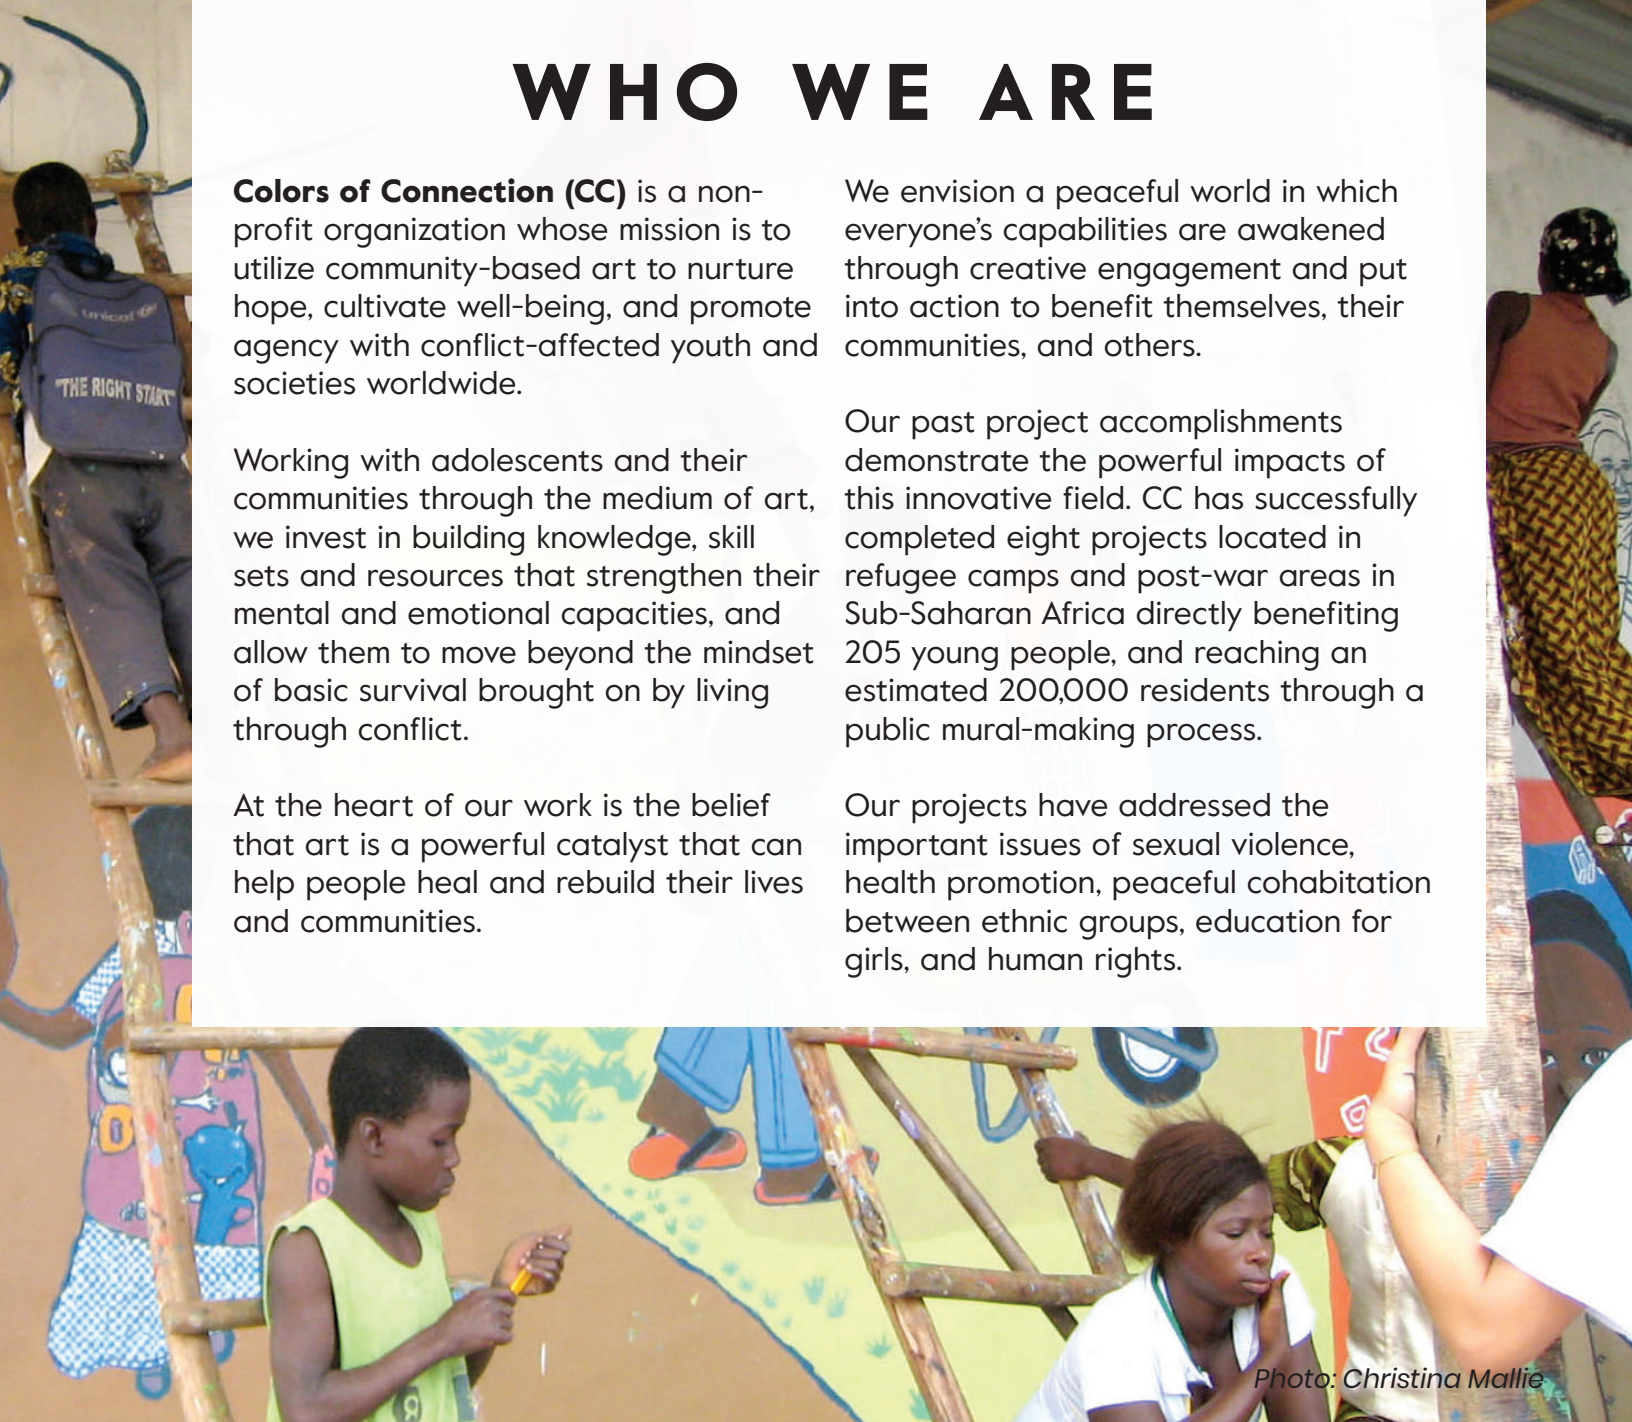 WHO WE ARE
Colors of Connection (CC) is a non-
profit organization whose mission is to
utilize community-based art to nurture
hope, cultivate well-being, and promote
agency with conflict-affected youth and
societies worldwide.
Working with adolescents and their
communities through the medium of art,
we invest in building knowledge, skill
sets and resources that strengthen their
mental and emotional capacities, and
allow them to move beyond the mindset
of basic survival brought on by living
through conflict.
At the heart of our work is the belief
that art is a powerful catalyst that can
help people heal and rebuild their lives
and communities.
We envision a peaceful world in which
everyone’s capabilities are awakened
through creative engagement and put
into action to benefit themselves, their
communities, and others.
Our past project accomplishments
demonstrate the powerful impacts of
this innovative field. CC has successfully
completed eight projects located in
refugee camps and post-war areas in
Sub-Saharan Africa directly benefiting
205 young people, and reaching an
estimated 200,000 residents through a
public mural-making process.
Our projects have addressed the
important issues of sexual violence,
health promotion, peaceful cohabitation
between ethnic groups, education for
girls, and human rights.
unicef
"THE RIGHT START"
Photo: Christina Mallie